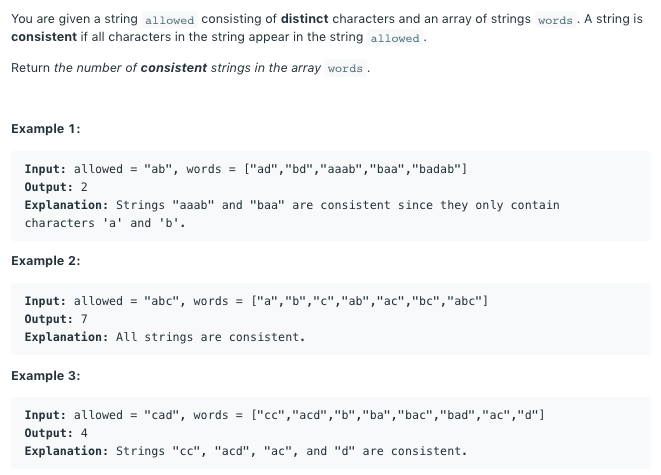 You are given a string allowed consisting of distinct characters and an array of strings words. A string is
consistent if all characters in the string appear in the string allowed.
Return the number of consistent strings in the array words.
Example 1:
Input: allowed = "ab", words = ["ad","bd","aaab","baa","badab"]
Output: 2
Explanation: Strings "aaab" and "baa" are consistent since they only contain
characters 'a' and 'b'.
Example 2:
Input: allowed = "abc", words = ["a","b","c","ab","ac","bc","abc"]
Output: 7
Explanation: All strings are consistent.
Example 3:
Input: allowed = "cad", words = ["cc","acd","b","ba","bac","bad","ac","d"]
Output: 4
Explanation: Strings "cc", "acd", "ac", and "d" are consistent.